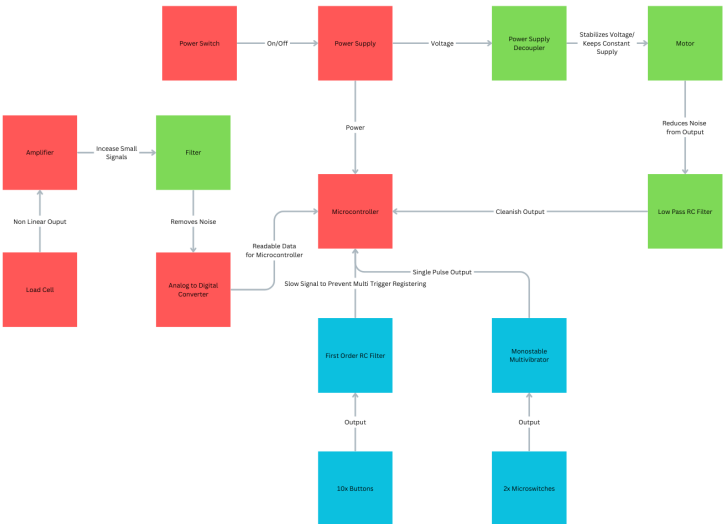 Power Switch
On/Off
Power Supply
Voltage
Power Supply
Decoupler
Stabilizes Voltage/
Keeps Constant
Supply
Motor
Power
Reduces Noise
from Output
Amplifier
Incease Small
Signals
Filter
Non Linear Ouput
Removes Noise
Microcontroller
Cleanish Output
Low Pass RC Filter
Readable Data
for Microcontroller
Load Cell
Analog to Digital
Converter
Single Pulse Output
Slow Signal to Prevent Multi Trigger Registering
First Order RC Filter
Monostable
Multivibrator
Output
Output
10x Buttons
2x Microswitches